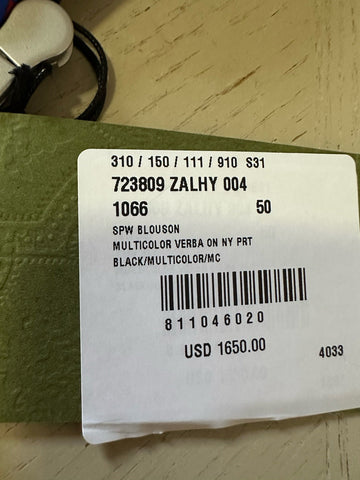 310 / 150 / 111 / 910 S31
723809 ZALHY 004
1066 50
SPW BLOUSON
MULTICOLOR VERBA ON NY PRT
BLACK/MULTICOLOR/MC
811046020
USD 1650.00
4033